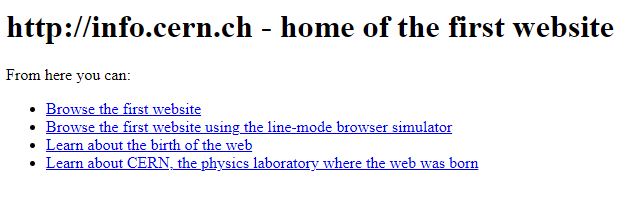 http://info.cern.ch - home of the first website
From here you can:
Browse the first website
Browse the first website using the line-mode browser simulator
Learn about the birth of the web
Learn about CERN, the physics laboratory where the web was born